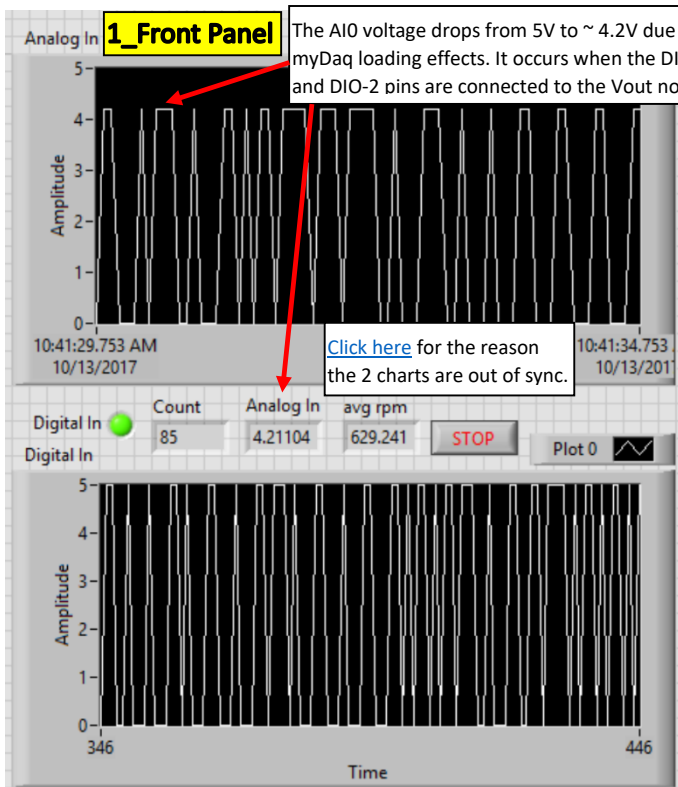 Analog In
1_Front Panel
The AI0 voltage drops from 5V to ~ 4.2V due
myDaq loading effects. It occurs when the DI
and DIO-2 pins are connected to the Vout no
5
4
3
2
1
0
Amplitude
10:41:29.753 AM
10/13/2017
Click here for the reason
the 2 charts are out of sync.
10:41:34.753
10/13/201
Digital In
Count
85
Analog In
4.21104
avg rpm
629.241
STOP
Plot 0
Digital In
5
4
3
2
1
0
Amplitude
346
446
Time